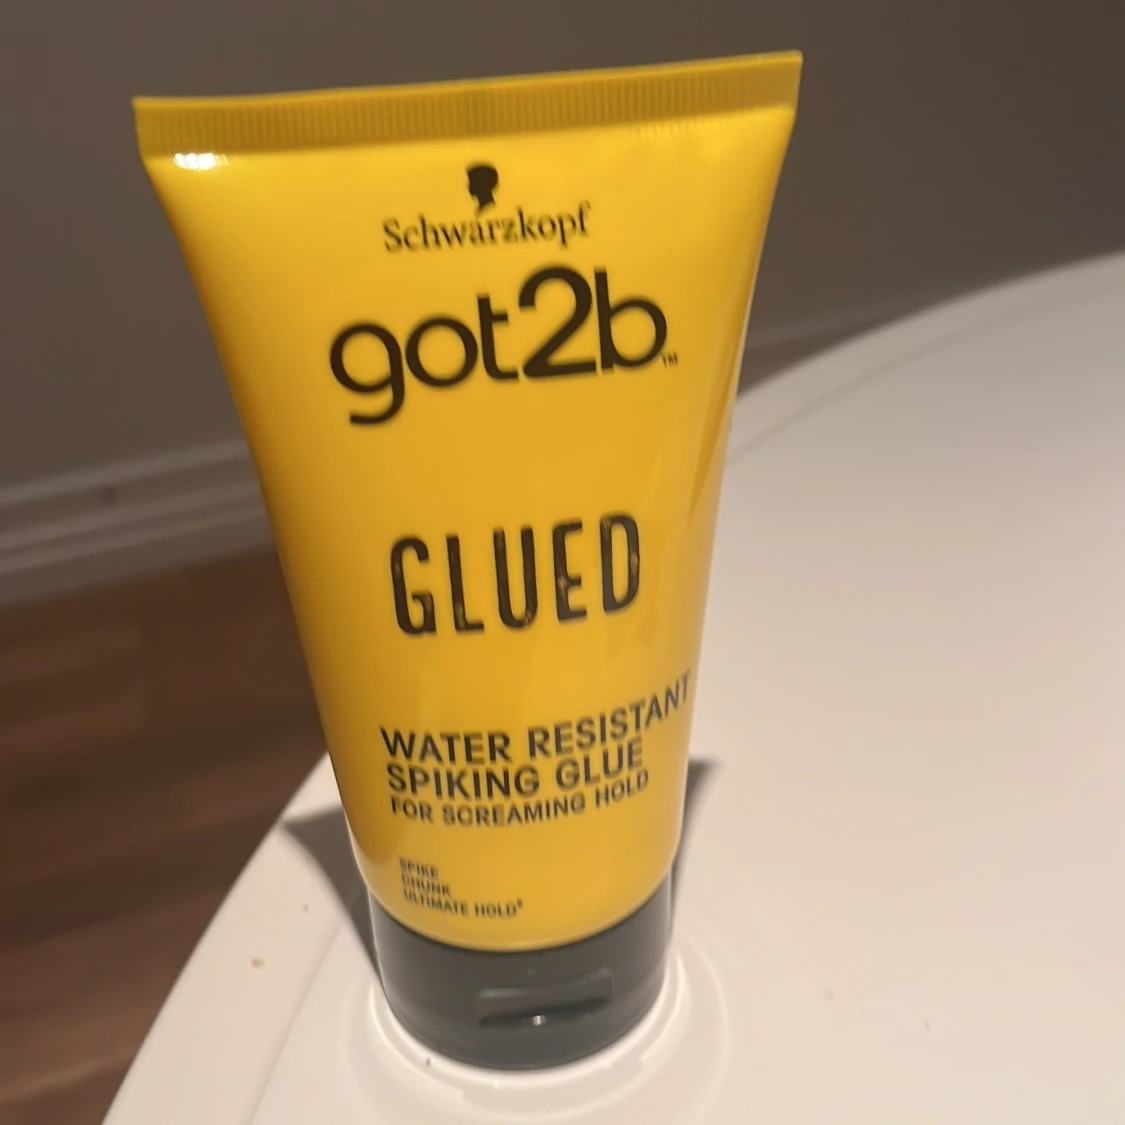 Schwarzkopf
got2b™
GLUED
WATER RESISTANT
SPIKING GLUE
FOR SCREAMING HOLD
SPIKE
CHUNK
ULTIMATE HOLD*